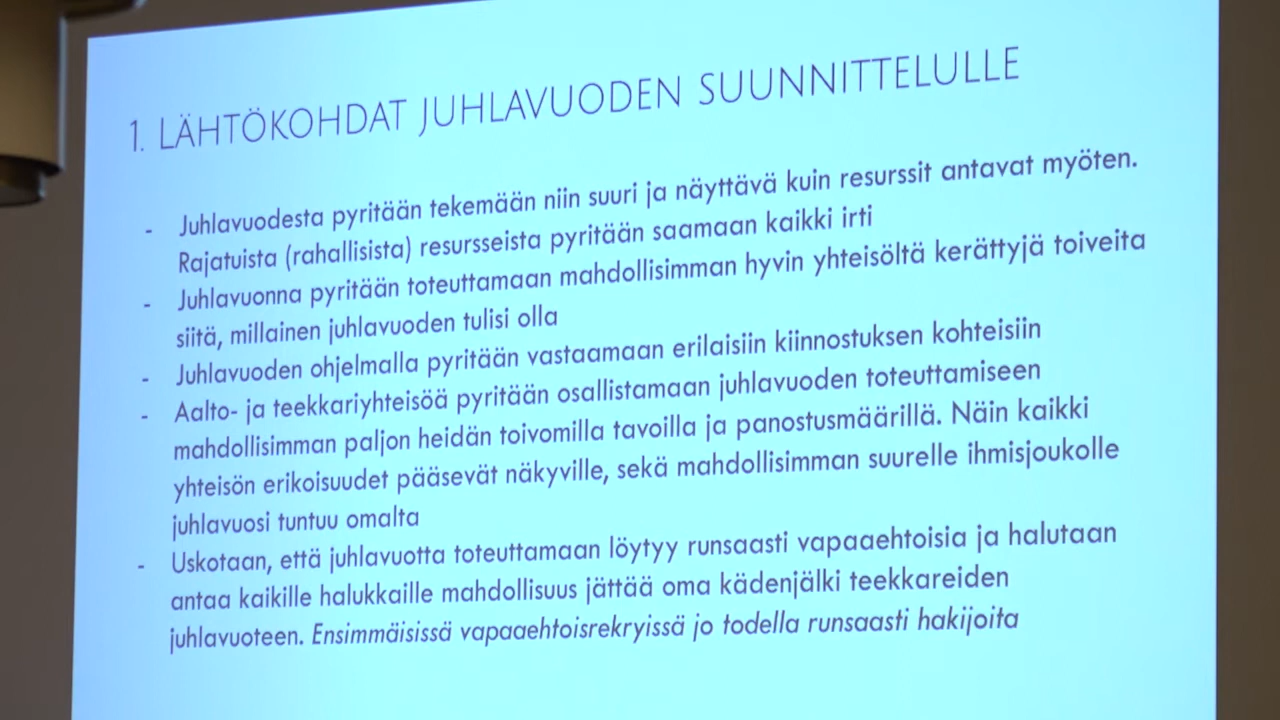 1. LÄHTÖKOHDAT JUHLAVUODEN SUUNNITTELULLE
- Juhlavuodesta pyritään tekemään niin suuri ja näyttävä kuin resurssit antavat myöten.
Rajatuista (rahallisista) resursseista pyritään saamaan kaikki irti
- Juhlavuonna pyritään toteuttamaan mahdollisimman hyvin yhteisöltä kerättyjä toiveita
siitä, millainen juhlavuoden tulisi olla
- Juhlavuoden ohjelmalla pyritään vastaamaan erilaisiin kiinnostuksen kohteisiin
- Aalto- ja teekkariyhteisöä pyritään osallistamaan juhlavuoden toteuttamiseen
mahdollisimman paljon heidän toivomilla tavoilla ja panostusmäärillä. Näin kaikki
yhteisön erikoisuudet pääsevät näkyville, sekä mahdollisimman suurelle ihmisjoukolle
juhlavuosi tuntuu omalta
- Uskotaan, että juhlavuotta toteuttamaan löytyy runsaasti vapaaehtoisia ja halutaan
antaa kaikille halukkaille mahdollisuus jättää oma kädenjälki teekkareiden
juhlavuoteen. Ensimmäisissä vapaaehtoisrekryissä jo todella runsaasti hakijoita